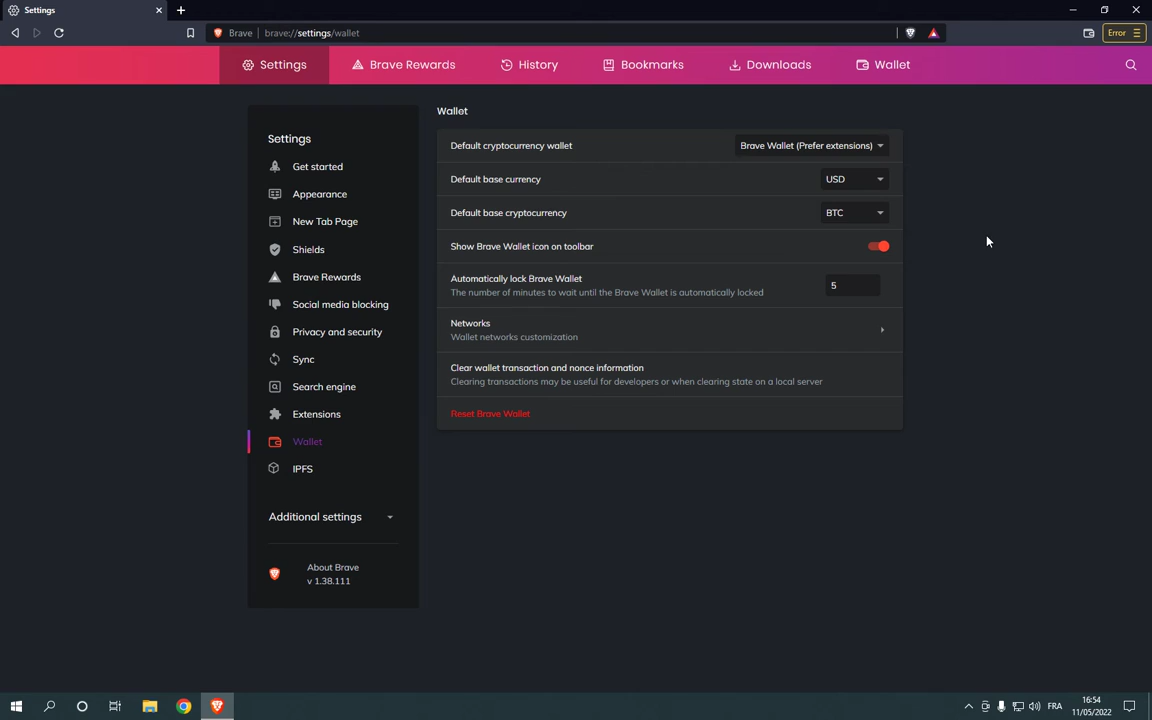 Settings
Brave
brave://settings/wallet
Error
Settings
Brave Rewards
History
Bookmarks
Downloads
Wallet
Settings
Get started
Appearance
New Tab Page
Shields
Brave Rewards
Social media blocking
Privacy and security
Sync
Search engine
Extensions
Wallet
IPFS
Additional settings
About Brave
v 1.38.111
Wallet
Default cryptocurrency wallet
Brave Wallet (Prefer extensions)
Default base currency
USD
Default base cryptocurrency
BTC
Show Brave Wallet icon on toolbar
Automatically lock Brave Wallet
The number of minutes to wait until the Brave Wallet is automatically locked
5
Networks
Wallet networks customization
Clear wallet transaction and nonce information
Clearing transactions may be useful for developers or when clearing state on a local server
Reset Brave Wallet
FRA
16:54
11/05/2022